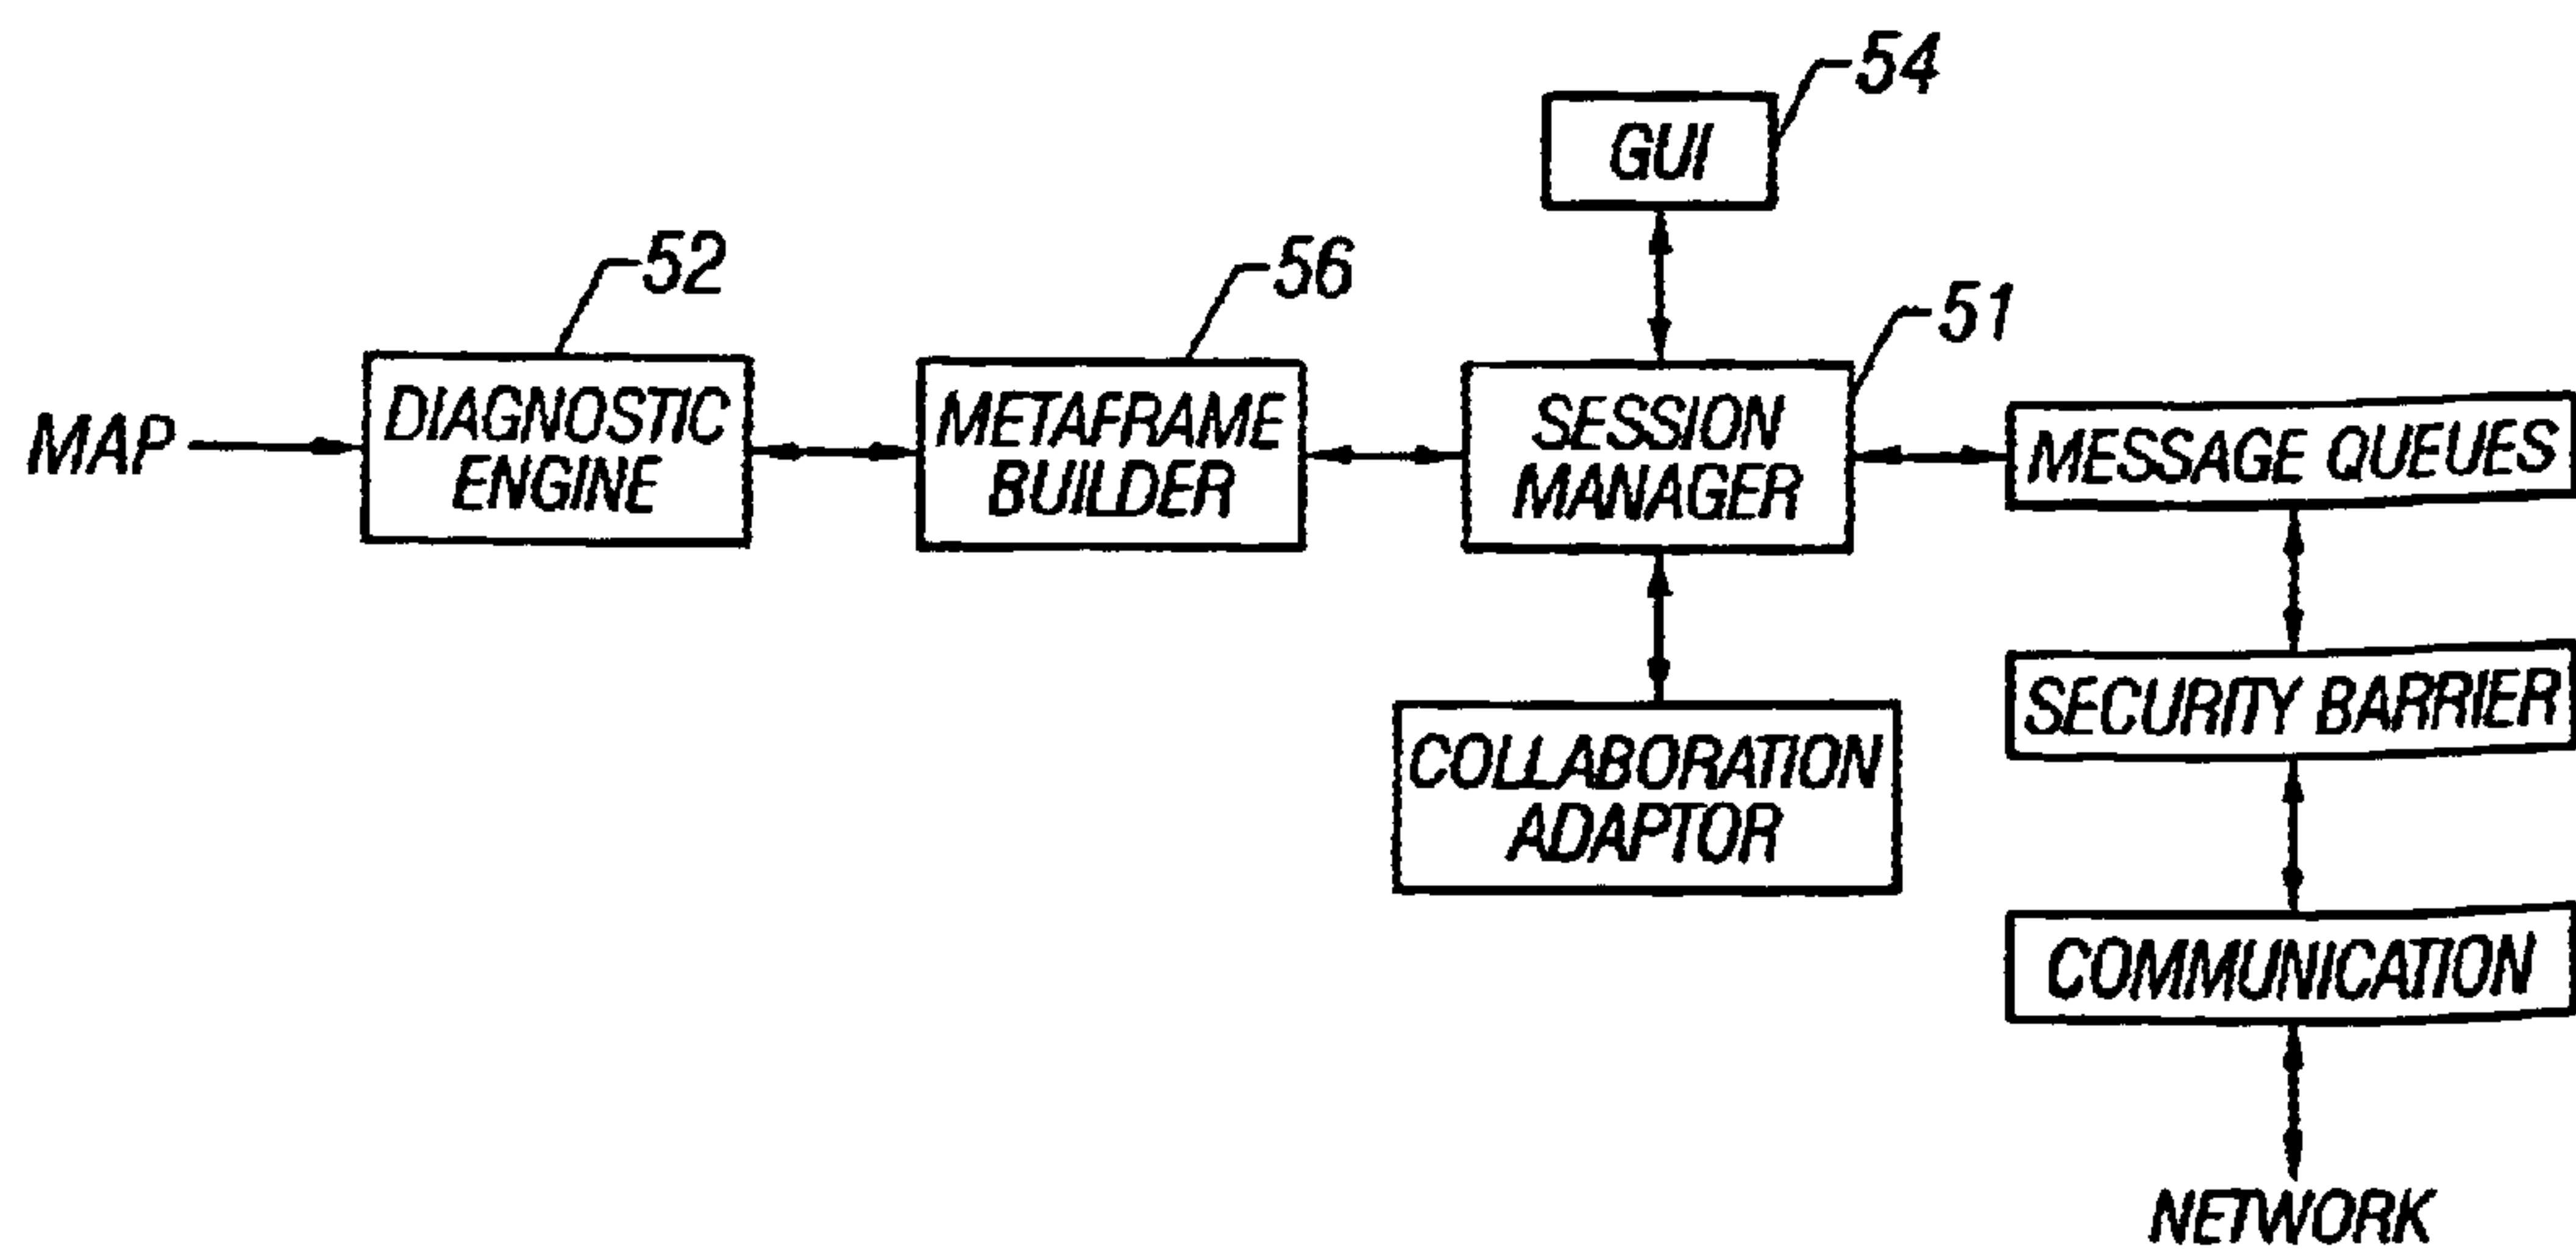 54
GUI
52
56
51
MAP
DIAGNOSTIC
ENGINE
METAFRAME
BUILDER
SESSION
MANAGER
MESSAGE QUEUES
SECURITY BARRIER
COLLABORATION
ADAPTOR
COMMUNICATION
NETWORK